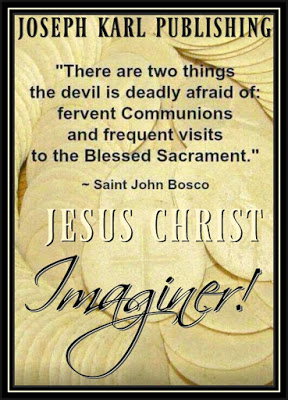 JOSEPH KARL PUBLISHING
"There are two things
the devil is deadly afraid of:
fervent Communions
and frequent visits
to the Blessed Sacrament."
~ Saint John Bosco
JESUS CHRIST
Imaginer!